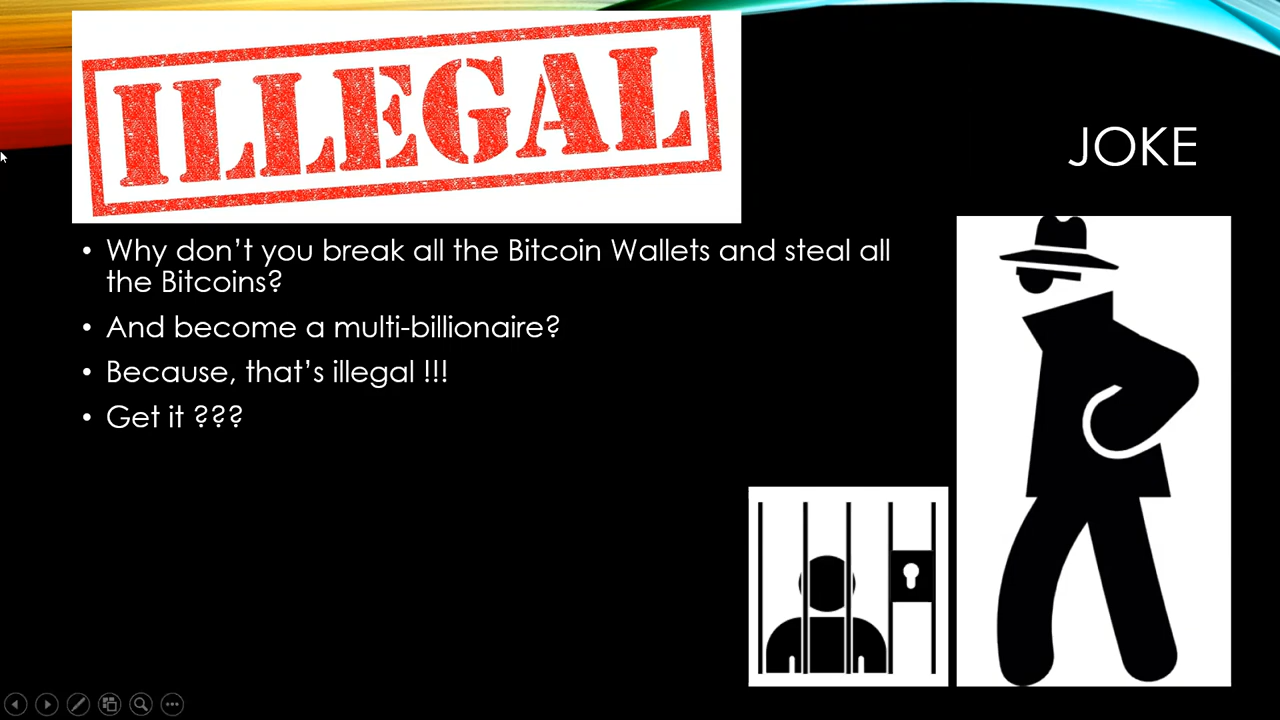 ILLEGAL
JOKE
• Why don’t you break all the Bitcoin Wallets and steal all
the Bitcoins?
• And become a multi-billionaire?
• Because, that’s illegal !!!
• Get it ???